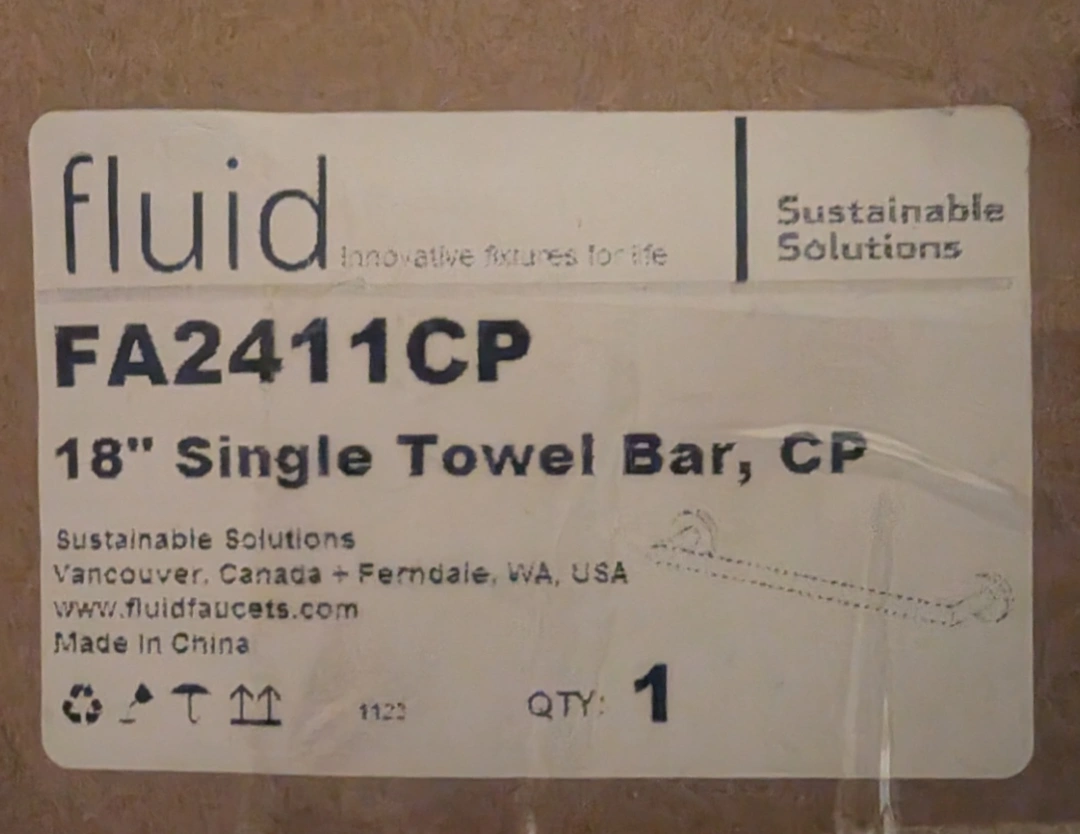 fluid Innovative fixtures for life
Sustainable
Solutions
FA2411CP
18" Single Towel Bar, CP
Sustainable Solutions
Vancouver, Canada + Ferndale, WA, USA
www.fluidfaucets.com
Made in China
QTY: 1